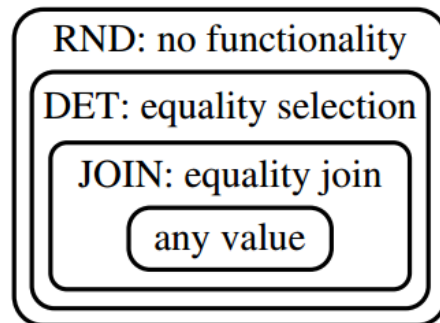 RND: no functionality
DET: equality selection
JOIN: equality join
any value